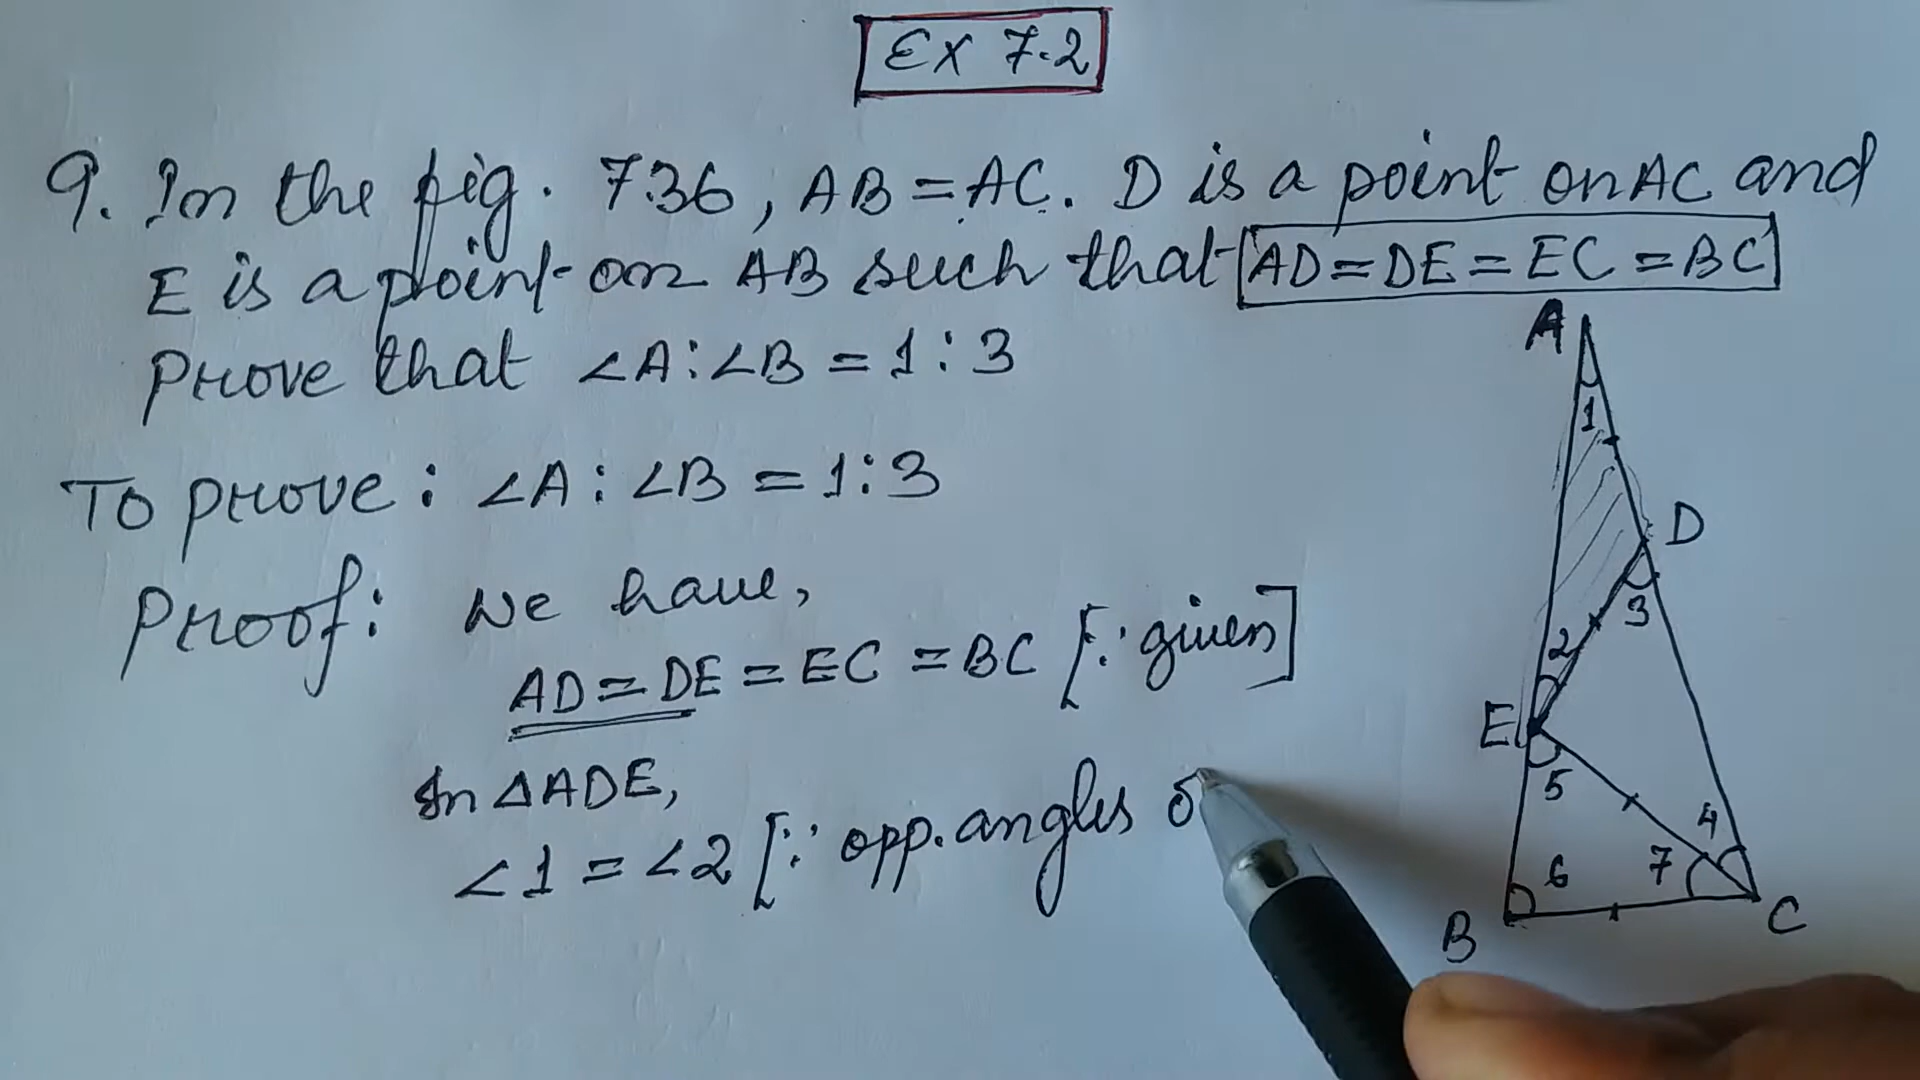 Ex 7.2
9. In the fig. 7.36, AB = AC. D is a point on AC and
E is a point on AB such that AD = DE = EC = BC
Prove that ∠A : ∠B = 1 : 3
To prove : ∠A : ∠B = 1 : 3
Proof : We have,
AD = DE = EC = BC [∵ given]
In △ADE,
∠1 = ∠2 [∵ opp. angles o
A
1
D
3
2
E
5
4
6
7
B
C